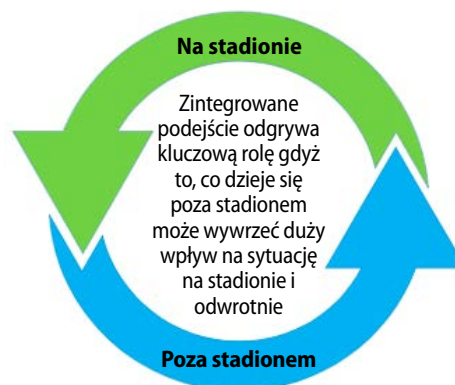 Na stadionie
Zintegrowane
podejście odgrywa
kluczową rolę gdyż
to, co dzieje się
poza stadionem
może wywrzeć duży
wpływ na sytuację
na stadionie i
odwrotnie
Poza stadionem